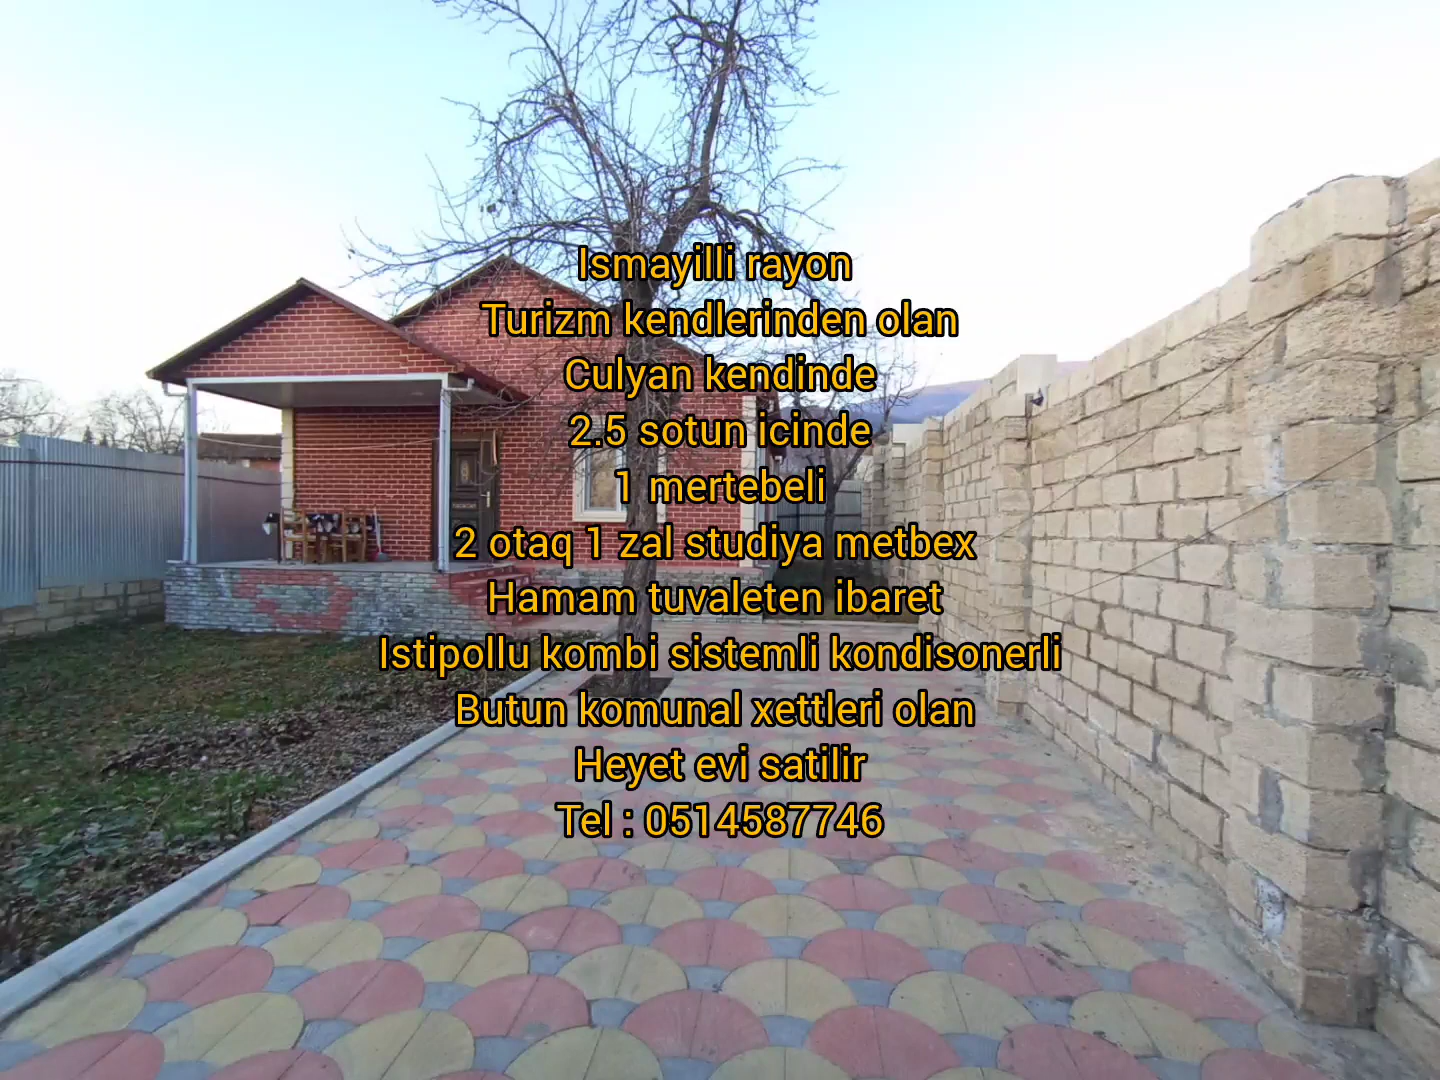 Ismayilli rayon
Turizm kendlerinden olan
Culyan kendinde
2.5 sotun icinde
1 mertebeli
2 otaq 1 zal studiya metbex
Hamam tuvaleten ibaret
Istipollu kombi sistemli kondisonerli
Butun komunal xettleri olan
Heyet evi satilir
Tel : 0514587746